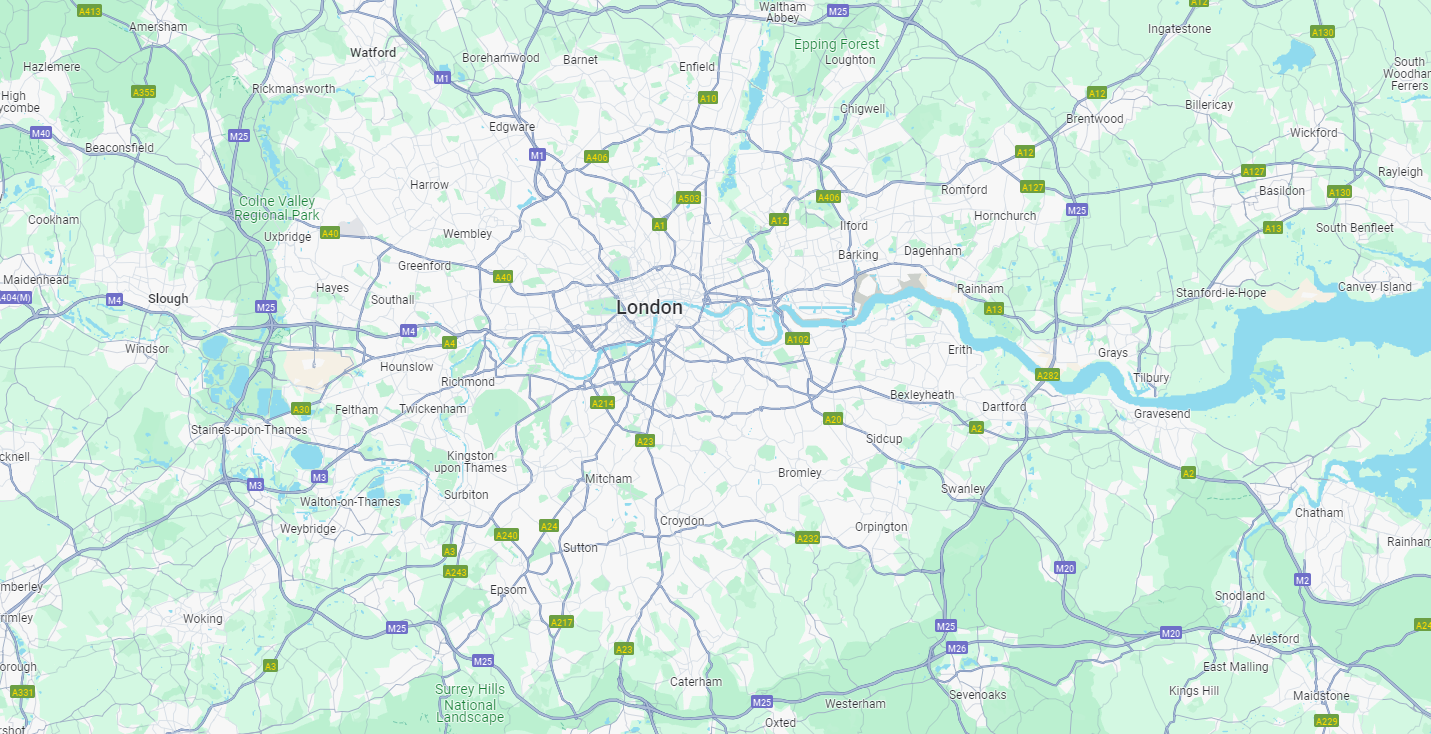 A413
Amersham
Waltham
Abbey
M25
A12
Ingatestone
A130
Watford
Borehamwood
Barnet
Enfield
Epping Forest
Loughton
Hazlemere
South
Woodham
Ferrers
M1
A355
Rickmansworth
High
ycombe
A10
Chigwell
A12
Billericay
Brentwood
M40
M25
Edgware
Wickford
Beaconsfield
M1
A406
A12
Harrow
A503
A406
Romford
A127
A127
Basildon
A130
Rayleigh
Colne Valley
Regional Park
M25
Cookham
A40
Uxbridge
Wembley
A1
A12
Ilford
Hornchurch
A13
South Benfleet
Greenford
A40
Barking
Dagenham
Maidenhead
404(M)
M4
Slough
Hayes
Southall
M25
London
Rainham
A13
Stanford-le-Hope
Canvey Island
M4
A4
A102
Windsor
Hounslow
Richmond
Erith
Grays
A282
Tilbury
A30
Feltham
Twickenham
A214
Bexleyheath
Dartford
Gravesend
Staines-upon-Thames
A20
A2
A23
Sidcup
cknell
Kingston
upon Thames
Mitcham
Bromley
A2
M3
M3
Surbiton
Walton-on-Thames
Swanley
Weybridge
Croydon
Orpington
Chatham
A24
A240
A232
Rainham
A3
Sutton
A243
M20
M2
mberley
Epsom
Snodland
rimley
Woking
M25
A217
M25
M20
A24
Aylesford
A23
M26
orough
A3
M25
East Malling
A331
Surrey Hills
National
Landscape
Caterham
M25
Westerham
Sevenoaks
Kings Hill
Maidstone
Oxted
A229
rshot